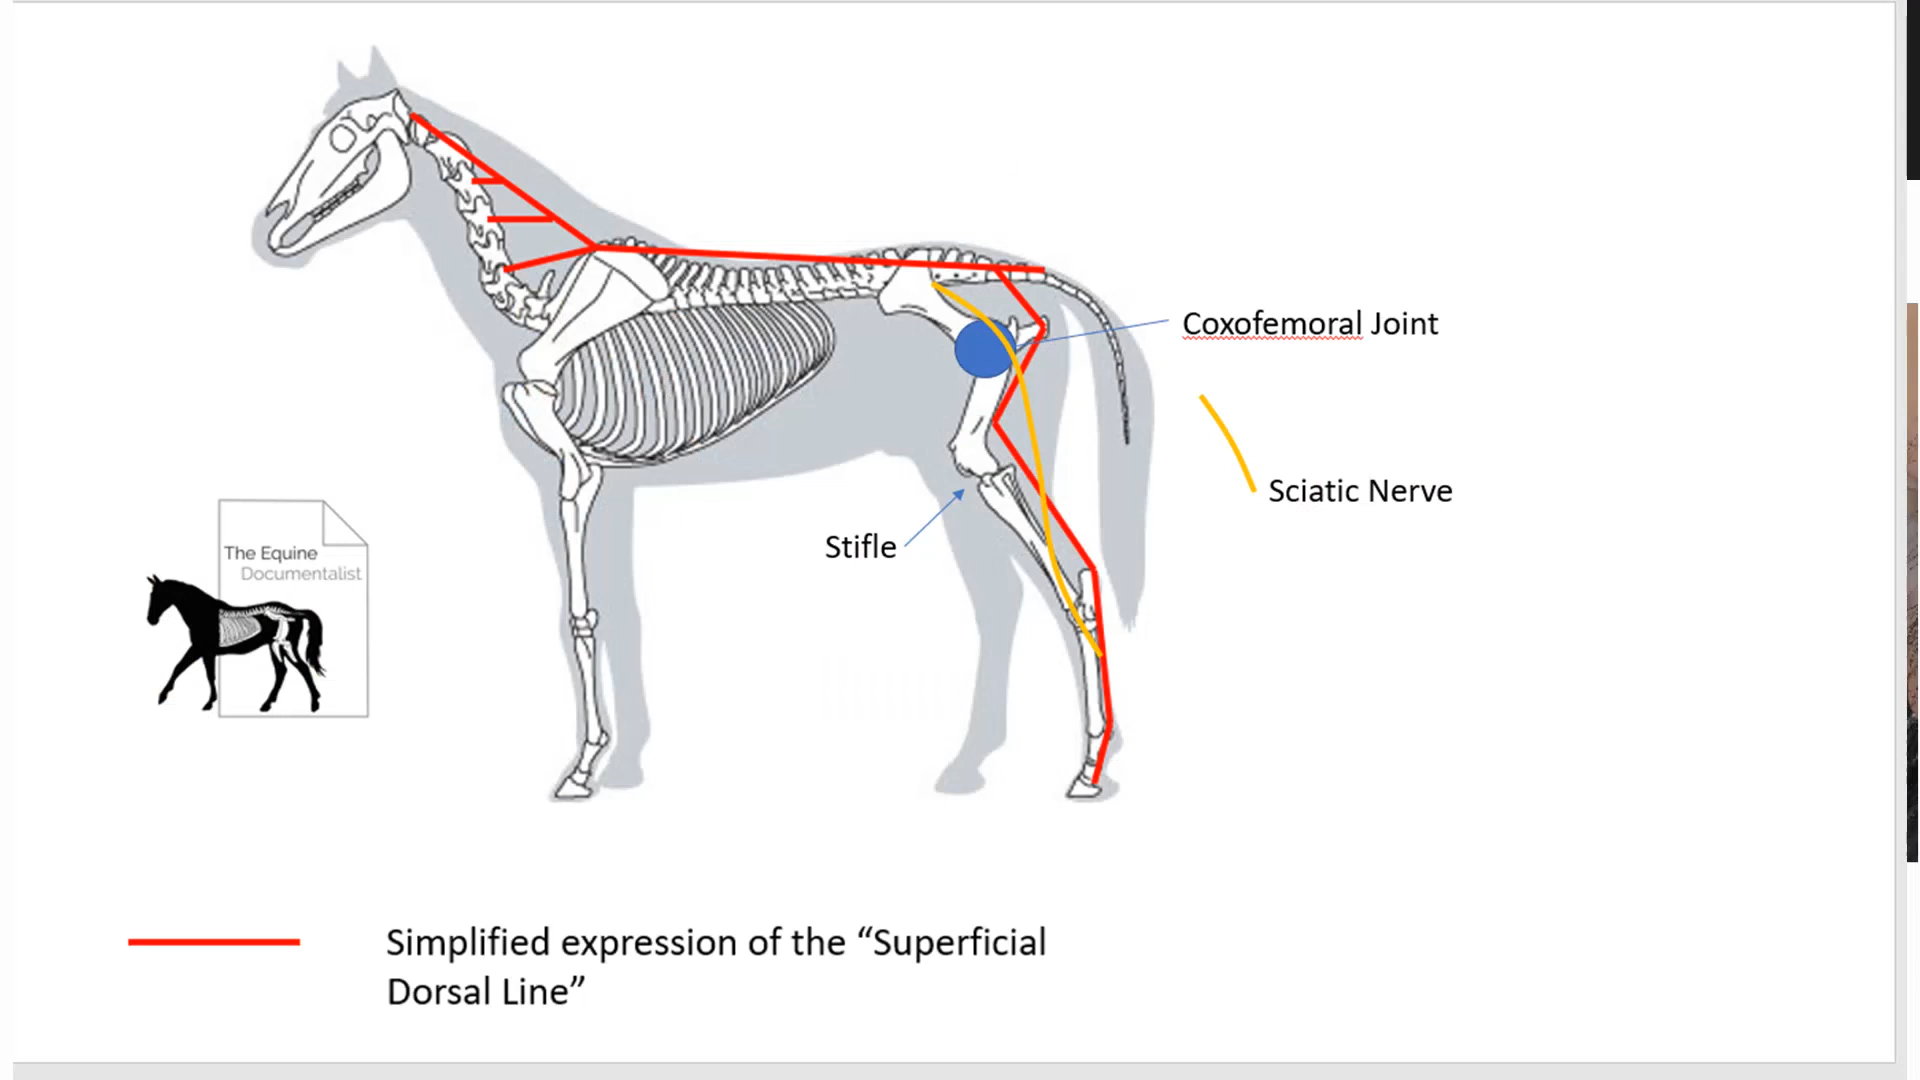 Coxofemoral Joint
Sciatic Nerve
Stifle
The Equine
Documentalist
Simplified expression of the “Superficial
Dorsal Line”